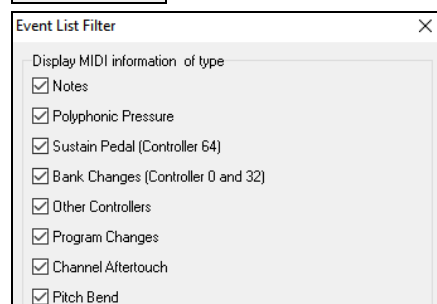 Event List Filter
Display MIDI information of type
Notes
Polyphonic Pressure
Sustain Pedal (Controller 64)
Bank Changes (Controller 0 and 32)
Other Controllers
Program Changes
Channel Aftertouch
Pitch Bend